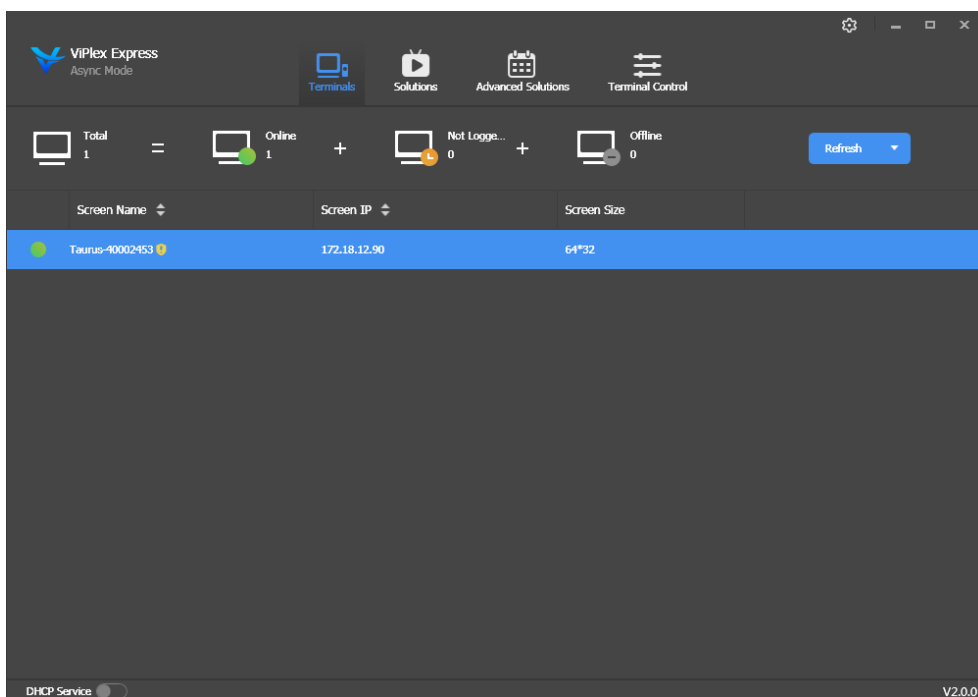 ViPlex Express
Async Mode
Terminals
Solutions
Advanced Solutions
Terminal Control
Total
1
=
Online
1
+
Not Logge...
0
+
Offline
0
Refresh
Screen Name
Screen IP
Screen Size
Taurus-40002453
172.18.12.90
64*32
DHCP Service
V2.0.0